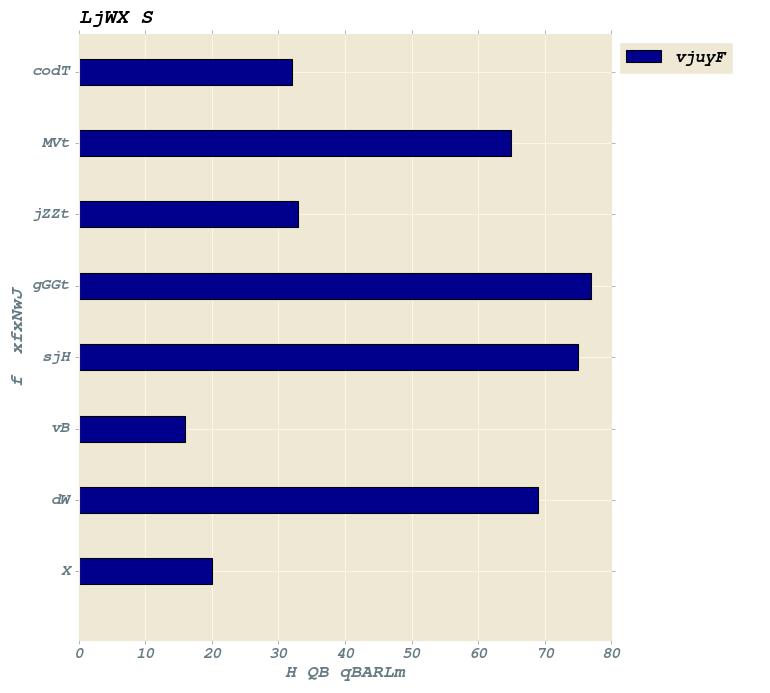 LjWX S
vjuyF
codT
MVt
jZZt
gGGt
sjH
vB
dW
X
f  xfxNwJ
0 10 20 30 40 50 60 70 80
H QB qBARLm